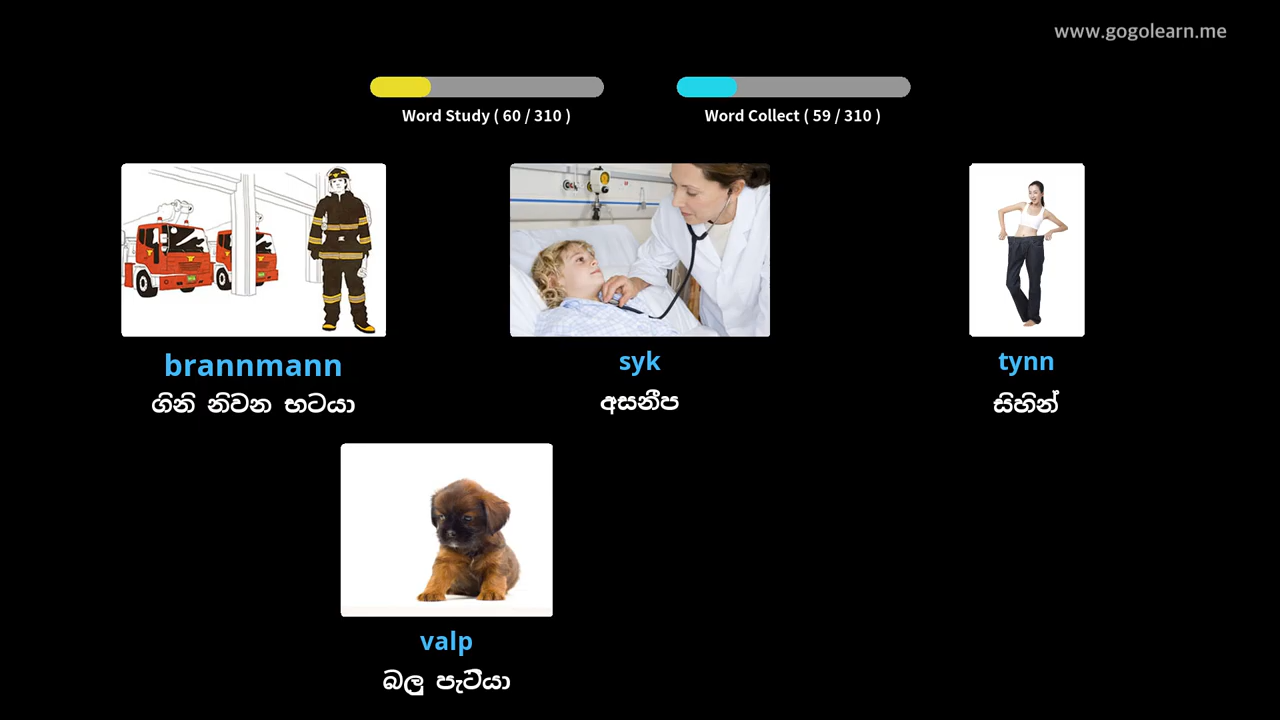 www.gogolearn.me
Word Study ( 60 / 310 )
Word Collect ( 59 / 310 )
brannmann
ගිනි නිවන භටයා
syk
අසනීප
tynn
සිහින්
valp
බලු පැටියා